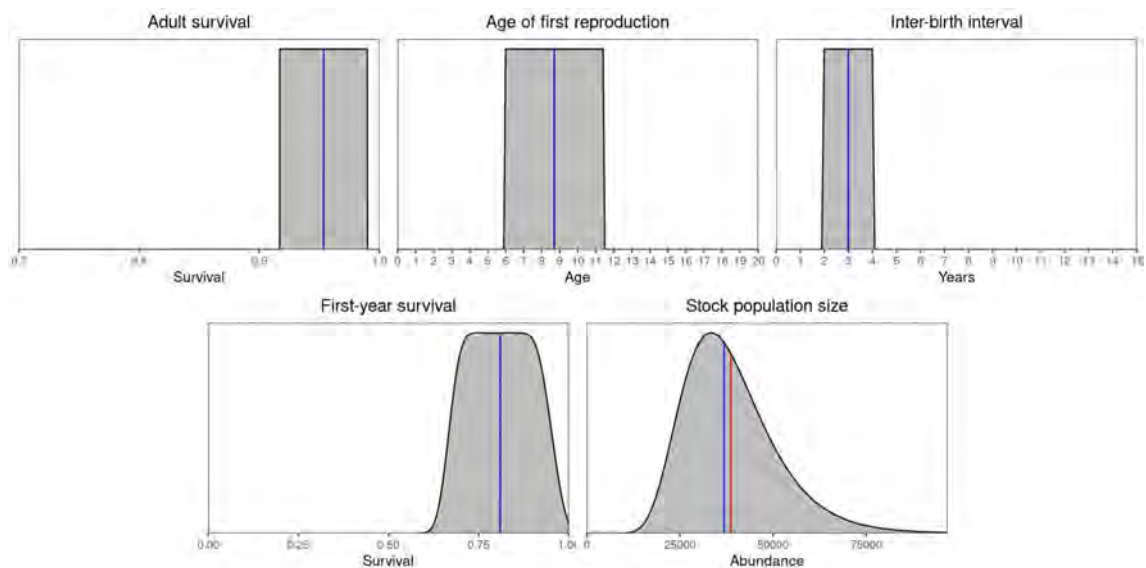 Adult survival Age of first reproduction Inter-birth interval
0.7 0.8 0.9 1.0 0 1 2 3 4 5 6 7 8 9 10 11 12 13 14 15 16 17 18 19 20 0 1 2 3 4 5 6 7 8 9 10 11 12 13 14 15
Survival Age Years
First-year survival Stock population size
0.00 0.25 0.50 0.75 1.0 0 25000 50000 75000
Survival Abundance